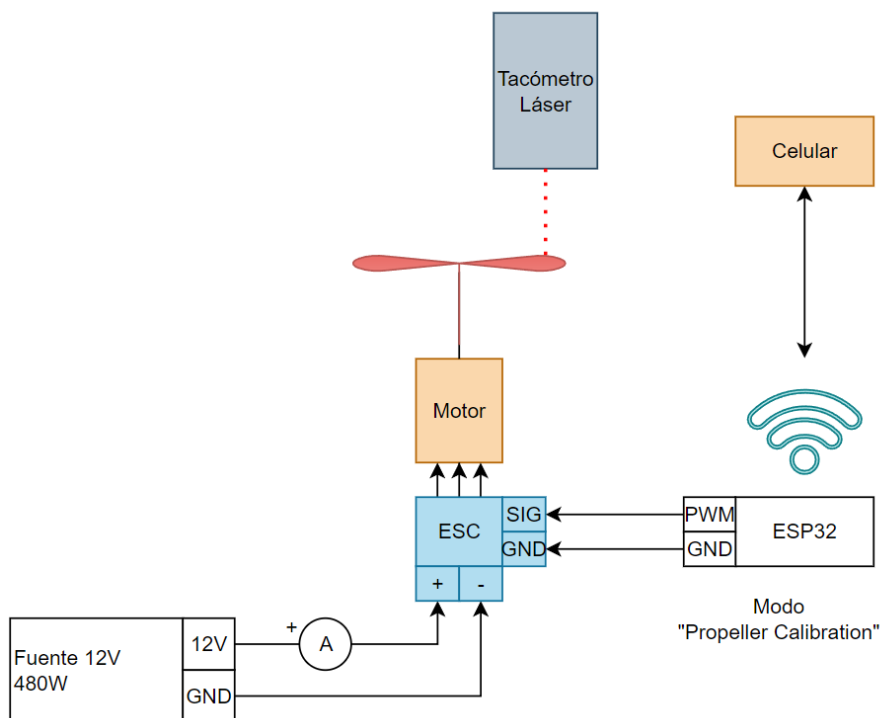 Tacómetro
Láser
Celular
Motor
ESC
SIG
GND
+
-
PWM
GND
ESP32
Modo
"Propeller Calibration"
Fuente 12V
480W
12V
GND
+
A